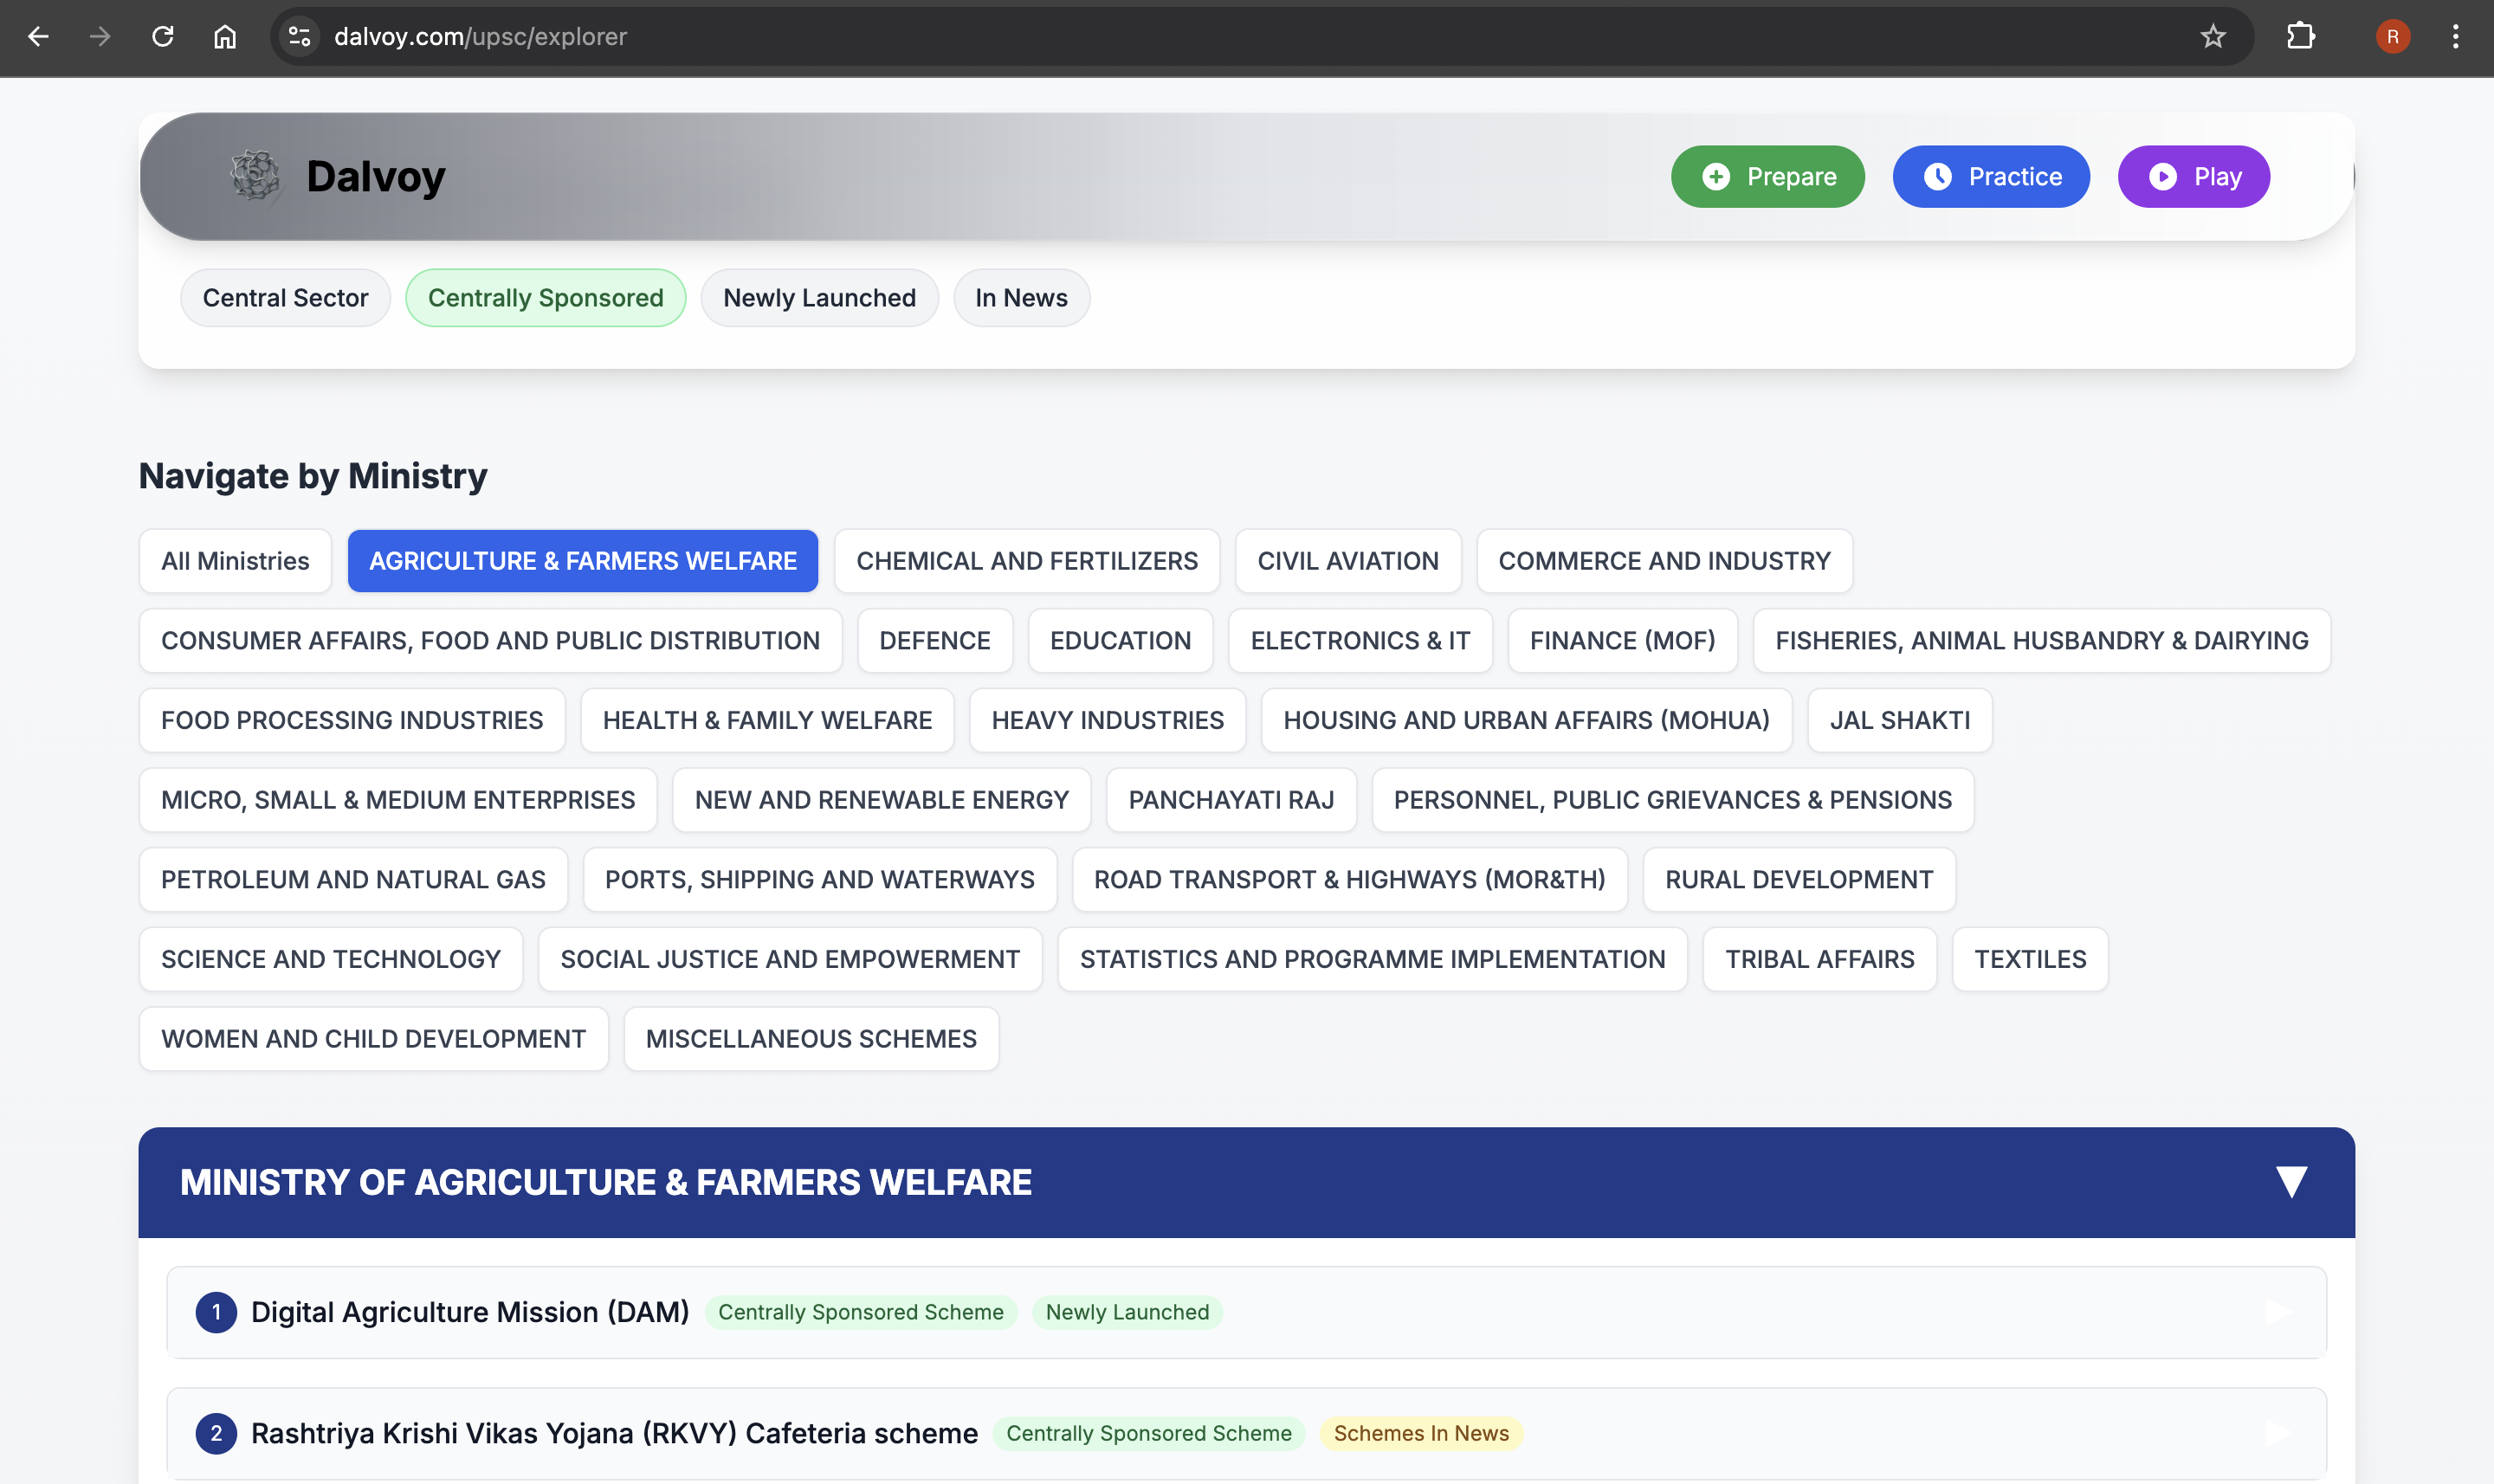 dalvoy.com/upsc/explorer R
Dalvoy Prepare Practice Play
Central Sector Centrally Sponsored Newly Launched In News
Navigate by Ministry
All Ministries AGRICULTURE & FARMERS WELFARE CHEMICAL AND FERTILIZERS CIVIL AVIATION COMMERCE AND INDUSTRY
CONSUMER AFFAIRS, FOOD AND PUBLIC DISTRIBUTION DEFENCE EDUCATION ELECTRONICS & IT FINANCE (MOF) FISHERIES, ANIMAL HUSBANDRY & DAIRYING
FOOD PROCESSING INDUSTRIES HEALTH & FAMILY WELFARE HEAVY INDUSTRIES HOUSING AND URBAN AFFAIRS (MOHUA) JAL SHAKTI
MICRO, SMALL & MEDIUM ENTERPRISES NEW AND RENEWABLE ENERGY PANCHAYATI RAJ PERSONNEL, PUBLIC GRIEVANCES & PENSIONS
PETROLEUM AND NATURAL GAS PORTS, SHIPPING AND WATERWAYS ROAD TRANSPORT & HIGHWAYS (MOR&TH) RURAL DEVELOPMENT
SCIENCE AND TECHNOLOGY SOCIAL JUSTICE AND EMPOWERMENT STATISTICS AND PROGRAMME IMPLEMENTATION TRIBAL AFFAIRS TEXTILES
WOMEN AND CHILD DEVELOPMENT MISCELLANEOUS SCHEMES
MINISTRY OF AGRICULTURE & FARMERS WELFARE
1 Digital Agriculture Mission (DAM) Centrally Sponsored Scheme Newly Launched
2 Rashtriya Krishi Vikas Yojana (RKVY) Cafeteria scheme Centrally Sponsored Scheme Schemes In News